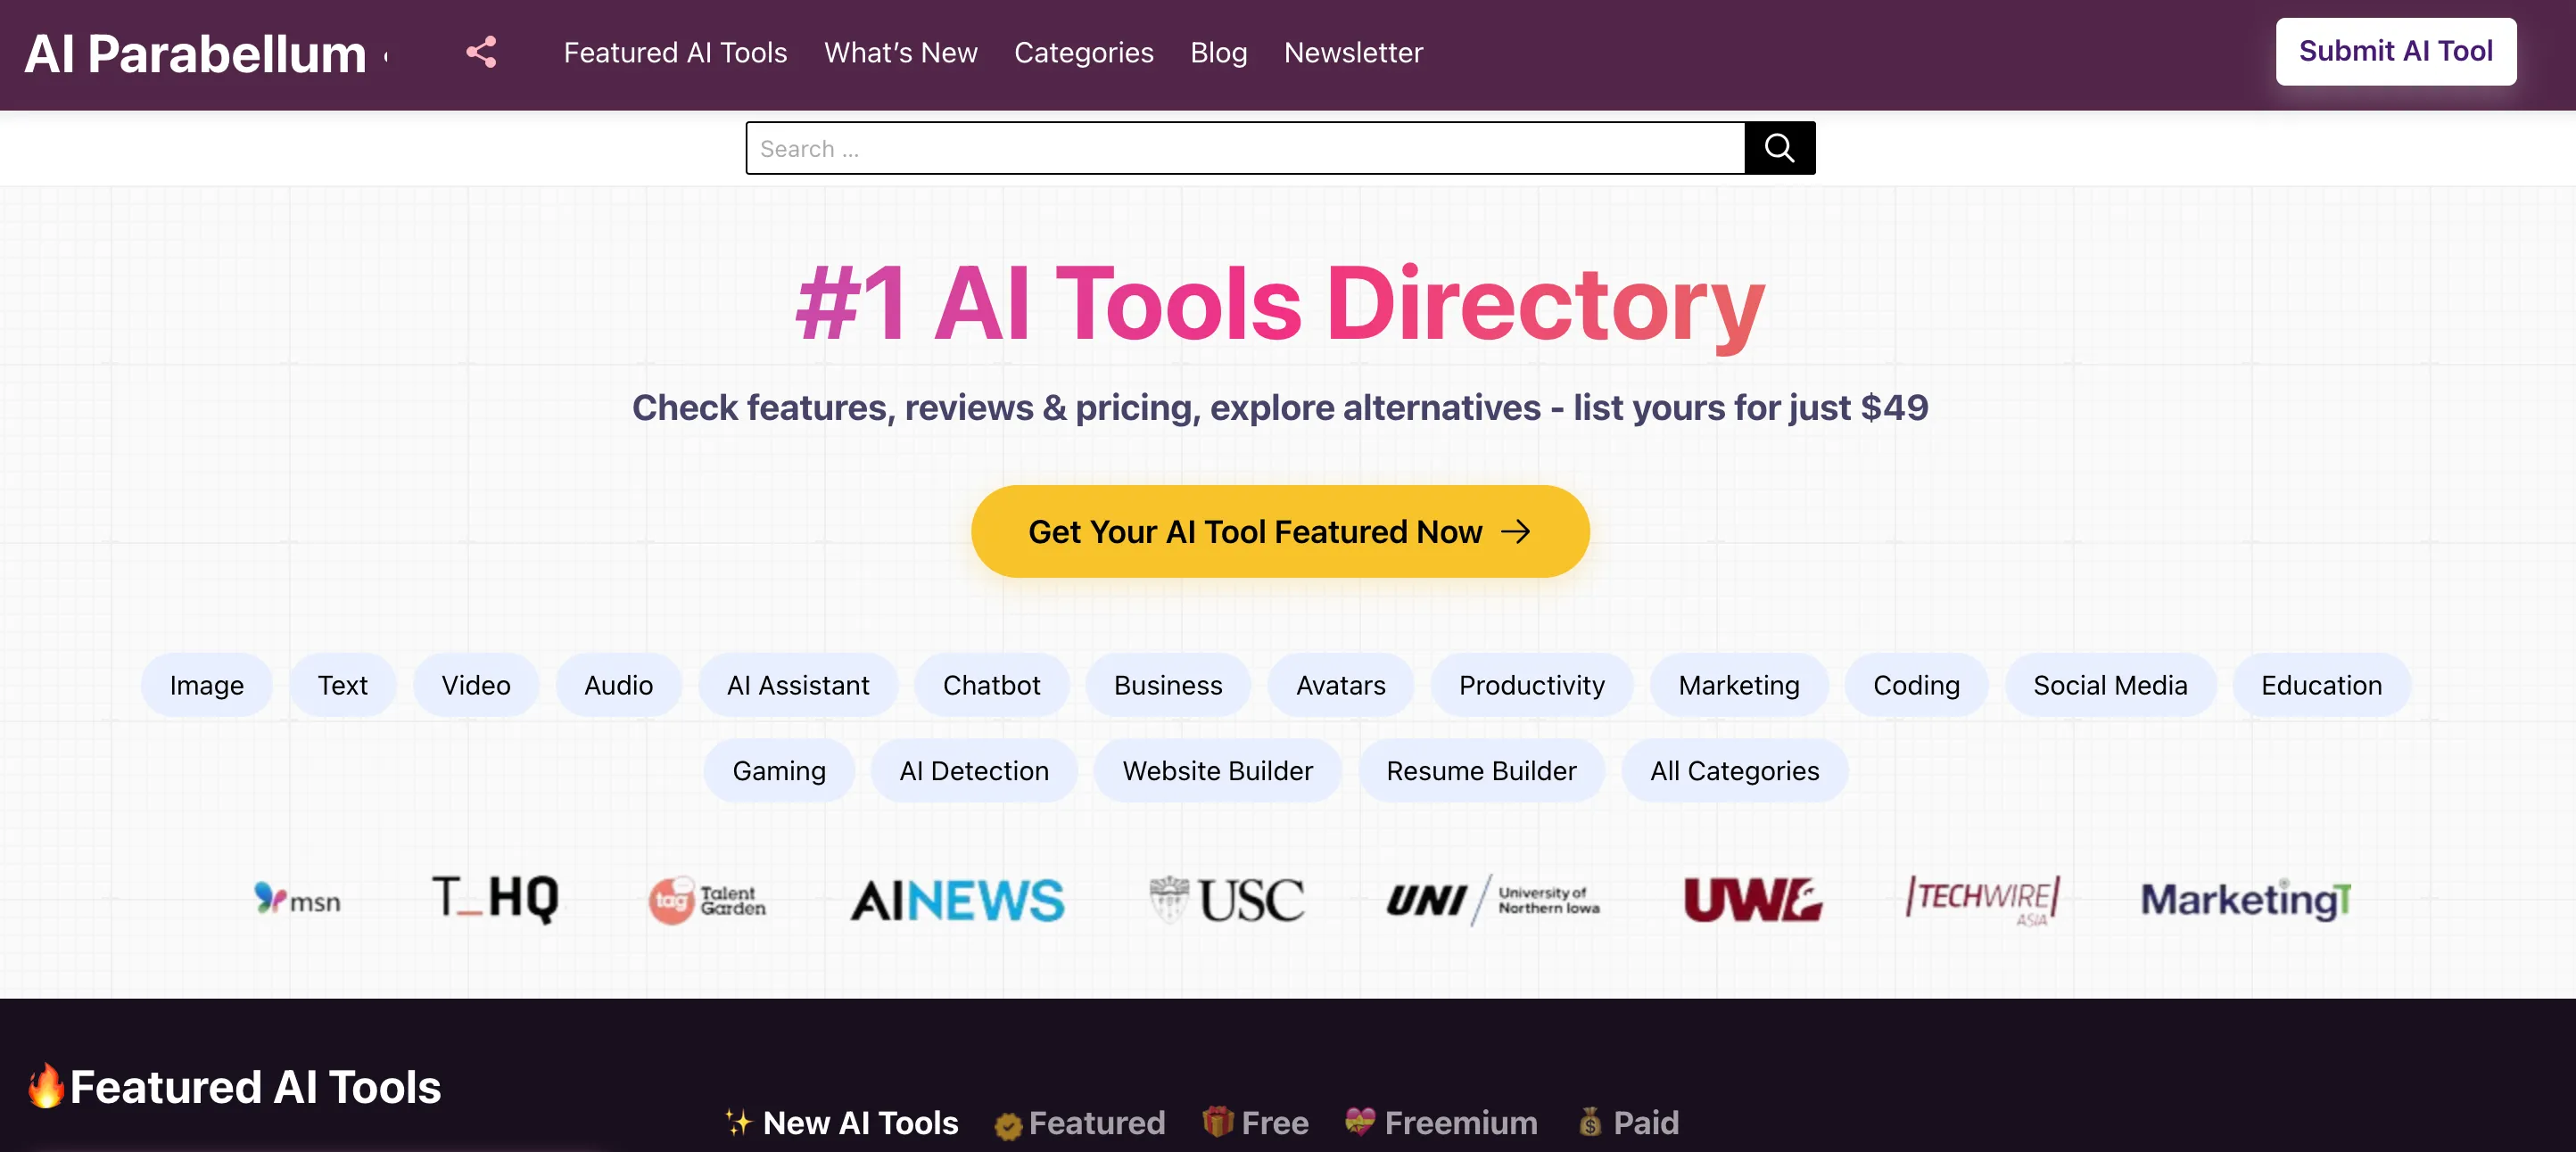 AI Parabellum
Featured AI Tools What's New Categories Blog Newsletter
Submit AI Tool
Search ...
#1 AI Tools Directory
Check features, reviews & pricing, explore alternatives - list yours for just $49
Get Your AI Tool Featured Now →
Image Text Video Audio AI Assistant Chatbot Business Avatars Productivity Marketing Coding Social Media Education
Gaming AI Detection Website Builder Resume Builder All Categories
msn T_HQ tag Talent Garden AINEWS USC UNI University of Northern Iowa TECHWIRE ASIA MarketingT
Featured AI Tools
New AI Tools Featured Free Freemium Paid